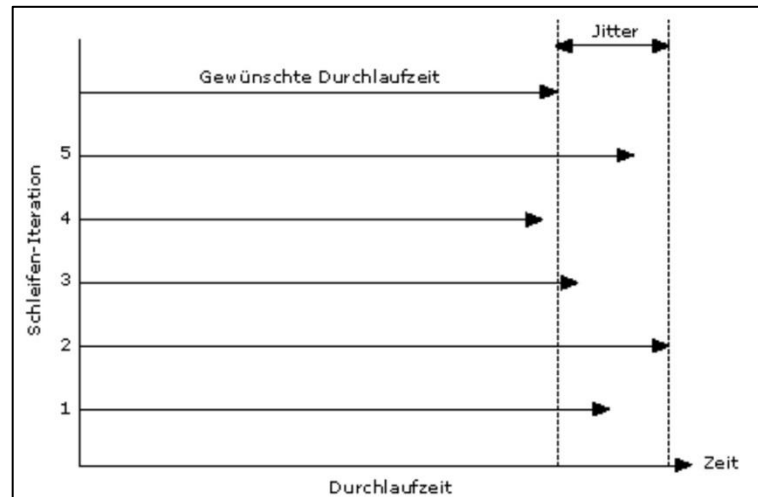 Jitter
Gewünschte Durchlaufzeit
Schleifen-Iteration
5
4
3
2
1
Zeit
Durchlaufzeit